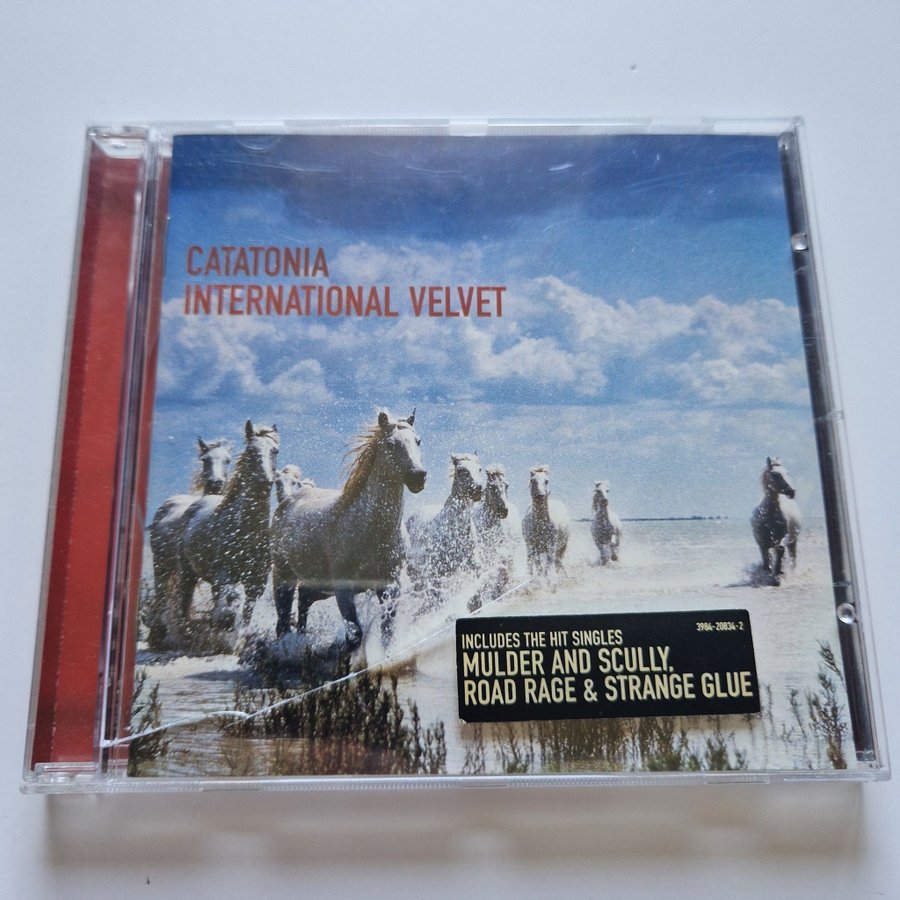 CATATONIA
INTERNATIONAL VELVET
3984-20834-2
INCLUDES THE HIT SINGLES
MULDER AND SCULLY,
ROAD RAGE & STRANGE GLUE